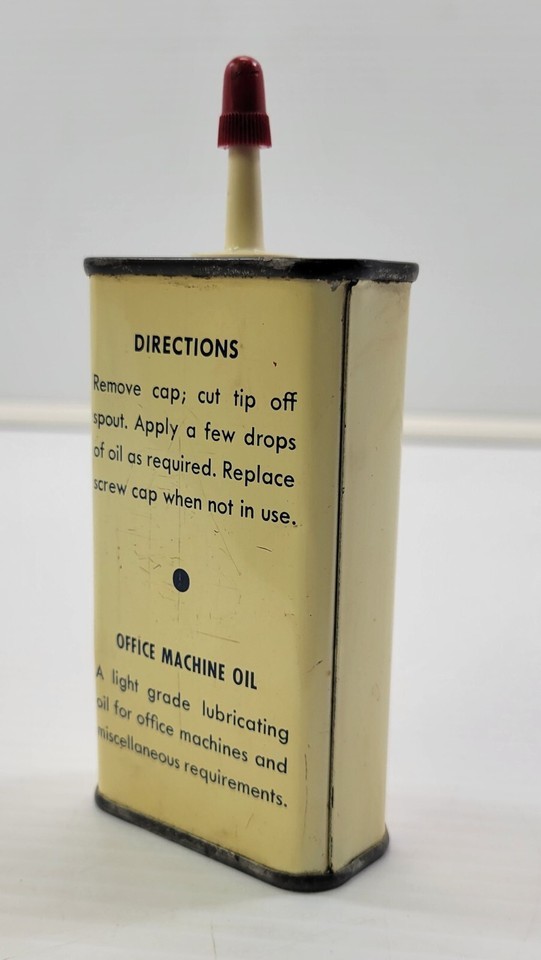 DIRECTIONS
Remove cap; cut tip off
spout. Apply a few drops
of oil as required. Replace
screw cap when not in use.
OFFICE MACHINE OIL
A light grade lubricating
oil for office machines and
miscellaneous requirements.